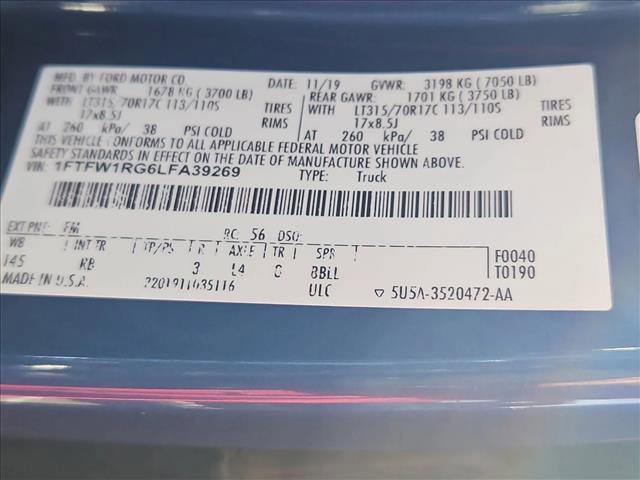 MFD. BY FORD MOTOR CO. DATE: 11/19 GVWR: 3198 KG (7050 LB)
FRONT GAWR: 1678 KG (3700 LB) REAR GAWR: 1701 KG (3750 LB)
WITH LT315/70R17C 113/110S TIRES WITH LT315/70R17C 113/110S TIRES
17x8.5J RIMS 17x8.5J RIMS
AT 260 kPa/ 38 PSI COLD AT 260 kPa/ 38 PSI COLD
THIS VEHICLE CONFORMS TO ALL APPLICABLE FEDERAL MOTOR VEHICLE
SAFETY STANDARDS IN EFFECT ON THE DATE OF MANUFACTURE SHOWN ABOVE.
VIN: 1FTFW1RG6LFA39269 TYPE: Truck
EXT PNT: FM RC: 56 DSO: F0040
WB INT TR TP/PS R AXLE TR SPR T0190
145 RB 3 L4 BBLL
MADE IN U.S.A. 2201911035116 ULC ▽ 5U5A-3520472-AA